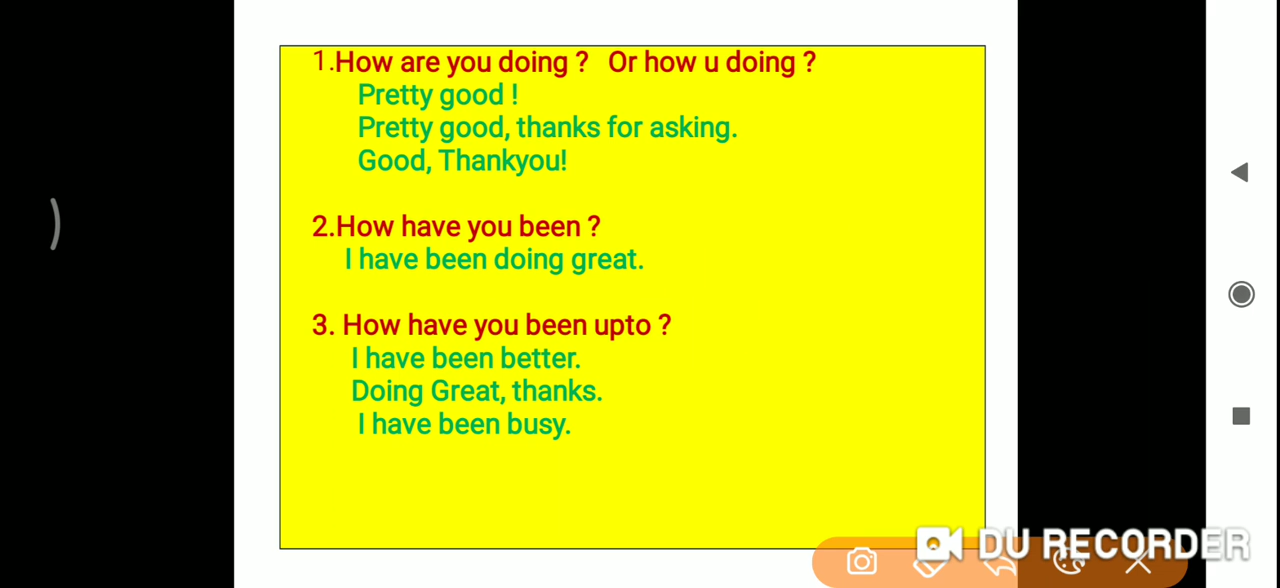 1.How are you doing ?   Or how u doing ?
Pretty good !
Pretty good, thanks for asking.
Good, Thankyou!
2.How have you been ?
I have been doing great.
3. How have you been upto ?
I have been better.
Doing Great, thanks.
I have been busy.
DU RECORDER